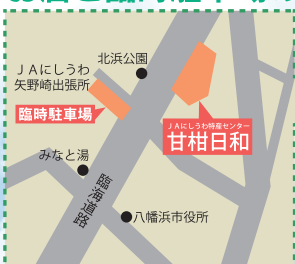 北浜公園
JAにしうわ
矢野崎出張所
臨時駐車場
JAにしうわ特産センター
甘柑日和
みなと湯
臨海道路
八幡浜市役所